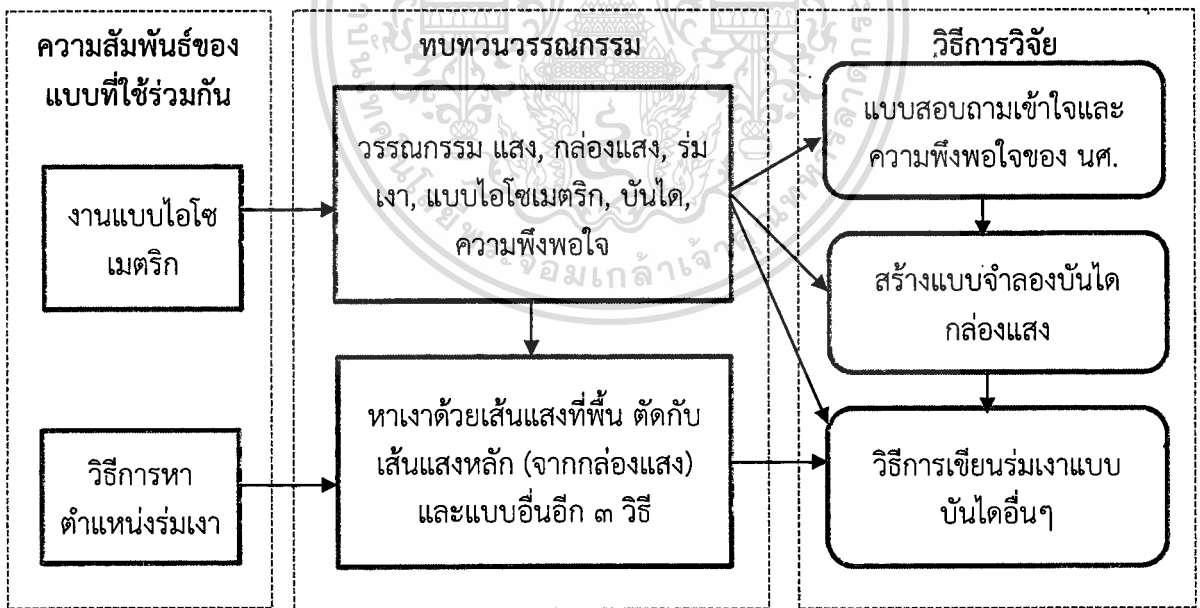 ความสัมพันธ์ของ
แบบที่ใช้ร่วมกัน
งานแบบไอโซ
เมตริก
วิธีการหา
ตำแหน่งร่มเงา
ทบทวนวรรณกรรม
วรรณกรรม แสง, กล่องแสง, ร่ม
เงา, แบบไอโซเมตริก, บันได,
ความพึงพอใจ
หาเงาด้วยเส้นแสงที่พื้น ตัดกับ
เส้นแสงหลัก (จากกล่องแสง)
และแบบอื่นอีก ๓ วิธี
วิธีการวิจัย
แบบสอบถามเข้าใจและ
ความพึงพอใจของ นศ.
สร้างแบบจำลองบันได
กล่องแสง
วิธีการเขียนร่มเงาแบบ
บันไดอื่นๆ